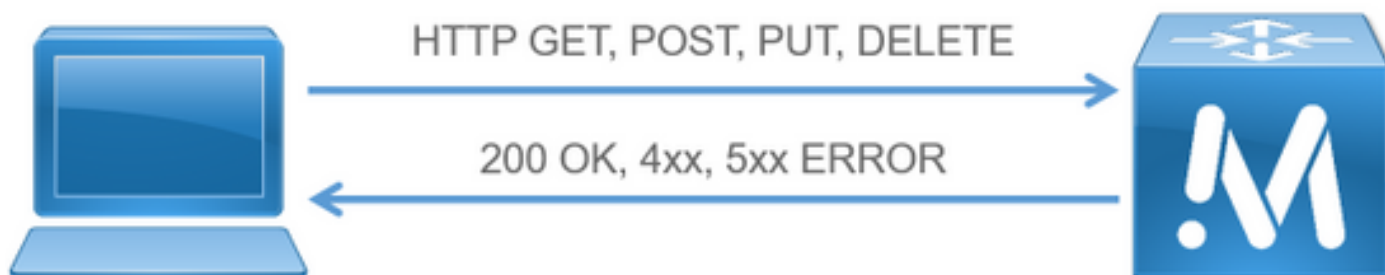 HTTP GET, POST, PUT, DELETE
200 OK, 4xx, 5xx ERROR